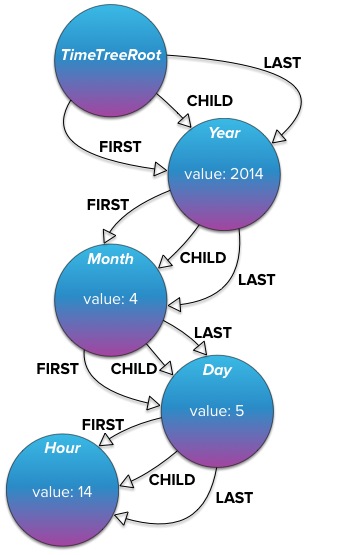 TimeTreeRoot
LAST
CHILD
FIRST
Year
value: 2014
FIRST
CHILD
LAST
Month
value: 4
LAST
FIRST
CHILD
Day
value: 5
FIRST
Hour
value: 14
CHILD
LAST